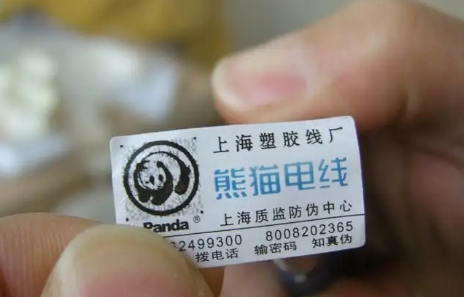 上海塑胶线厂
熊猫电线
Panda®
上海质监防伪中心
62499300 8008202365
拨电话 输密码 知真伪